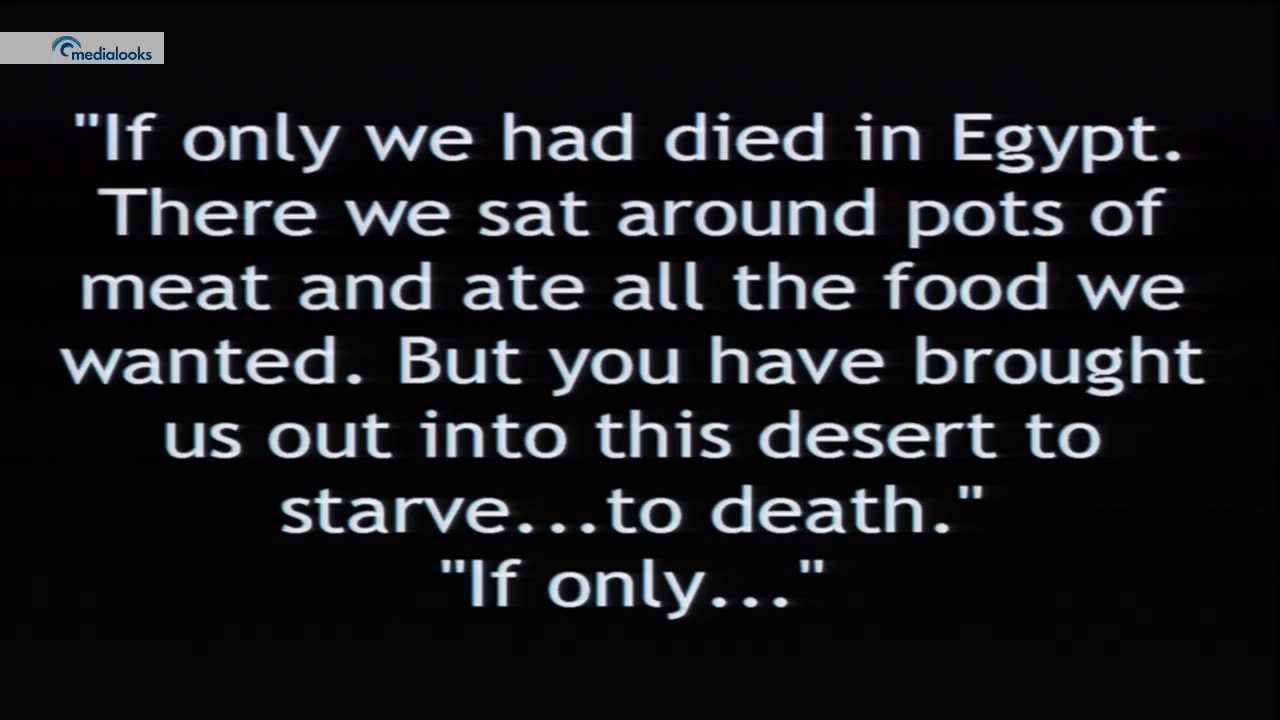 medialooks
"If only we had died in Egypt.
There we sat around pots of
meat and ate all the food we
wanted. But you have brought
us out into this desert to
starve...to death."
"If only..."